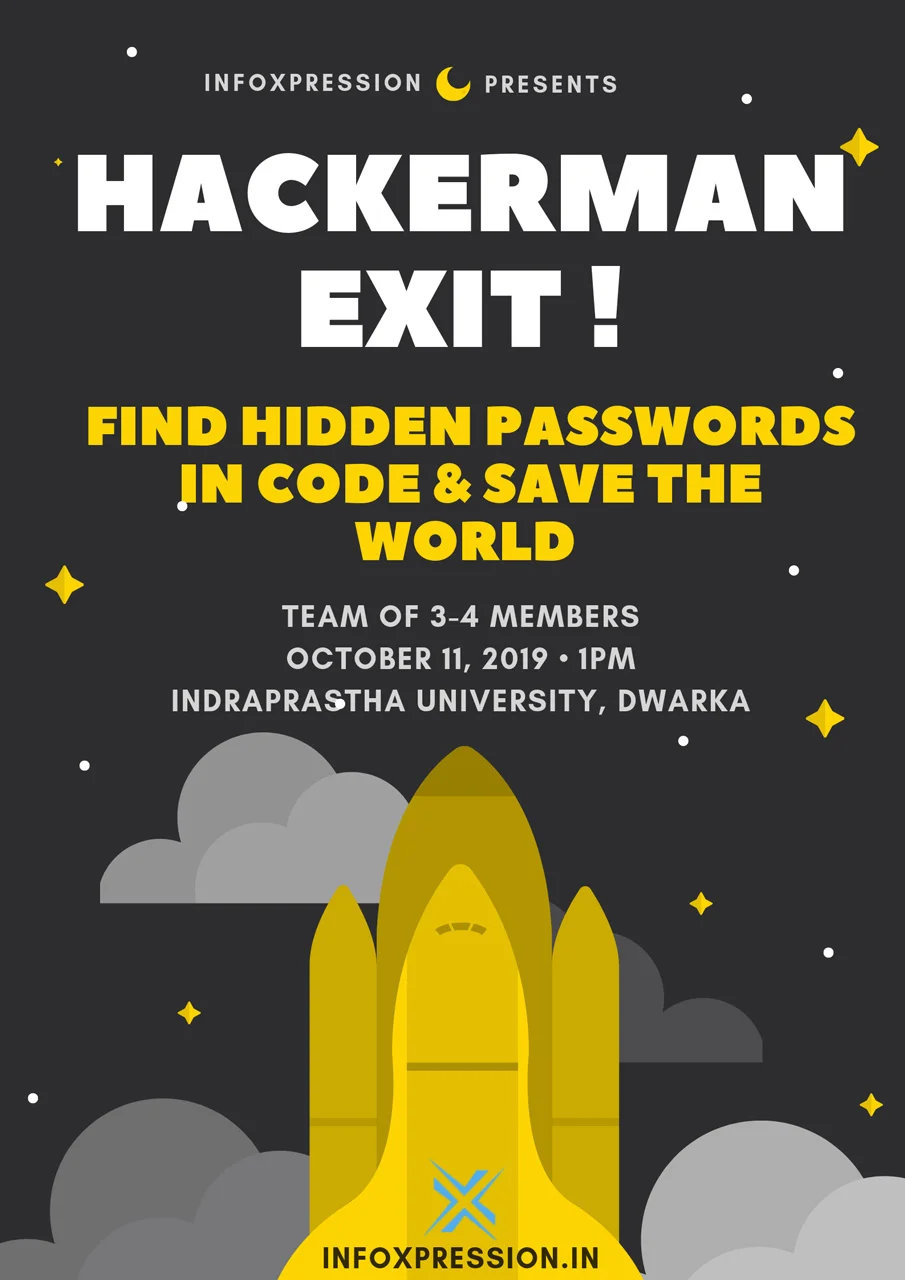 INFOXPRESSION PRESENTS
HACKERMAN
EXIT !
FIND HIDDEN PASSWORDS
IN CODE & SAVE THE
WORLD
TEAM OF 3-4 MEMBERS
OCTOBER 11, 2019 • 1PM
INDRAPRASTHA UNIVERSITY, DWARKA
INFOXPRESSION.IN